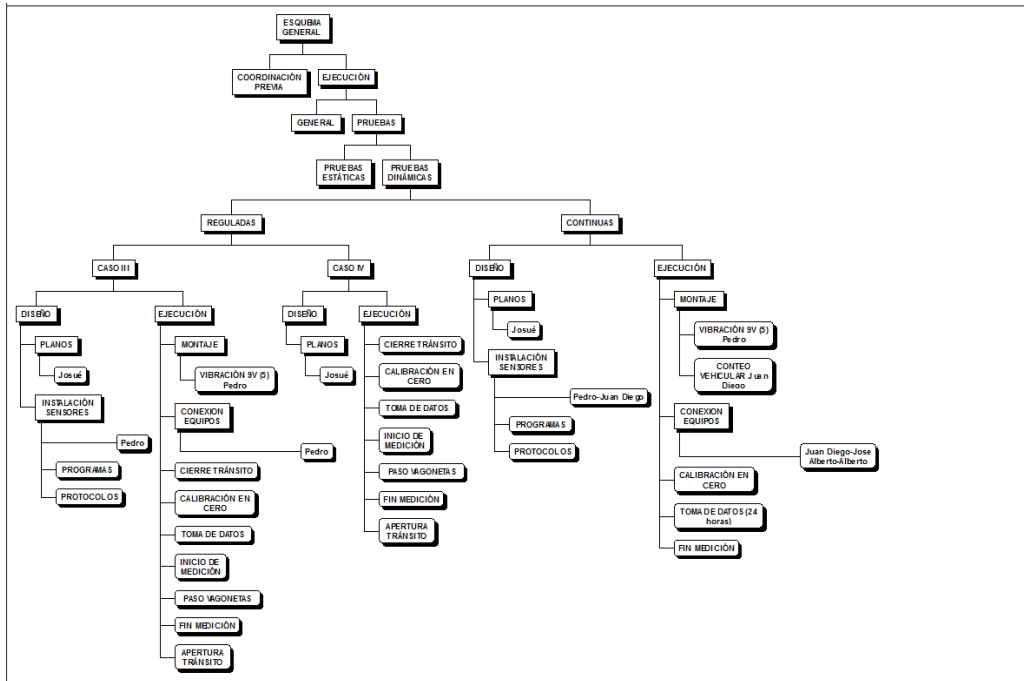 ESQUEMA
GENERAL
COORDINACIÓN
PREVIA
EJECUCIÓN
GENERAL
PRUEBAS
PRUEBAS
ESTÁTICAS
PRUEBAS
DINÁMICAS
REGULADAS
CONTINUAS
CASO III
CASO IV
DISEÑO
EJECUCIÓN
DISEÑO
PLANOS
Josué
INSTALACIÓN
SENSORES
Pedro
PROGRAMAS
PROTOCOLOS
EJECUCIÓN
MONTAJE
VIBRACIÓN 9V (5)
Pedro
CONEXION
EQUIPOS
Pedro
CIERRE TRÁNSITO
CALIBRACIÓN EN
CERO
TOMA DE DATOS
INICIO DE
MEDICIÓN
PASO VAGONETAS
FIN MEDICIÓN
APERTURA
TRÁNSITO
DISEÑO
PLANOS
Josué
EJECUCIÓN
CIERRE TRÁNSITO
CALIBRACIÓN EN
CERO
TOMA DE DATOS
INICIO DE
MEDICIÓN
PASO VAGONETAS
FIN MEDICIÓN
APERTURA
TRÁNSITO
PLANOS
Josué
INSTALACIÓN
SENSORES
Pedro-Juan Diego
PROGRAMAS
PROTOCOLOS
MONTAJE
VIBRACIÓN 9V (5)
Pedro
CONTEO
VEHICULAR Juan
Diego
CONEXION
EQUIPOS
Juan Diego-Jose
Alberto-Alberto
CALIBRACIÓN EN
CERO
TOMA DE DATOS (24
horas)
FIN MEDICIÓN